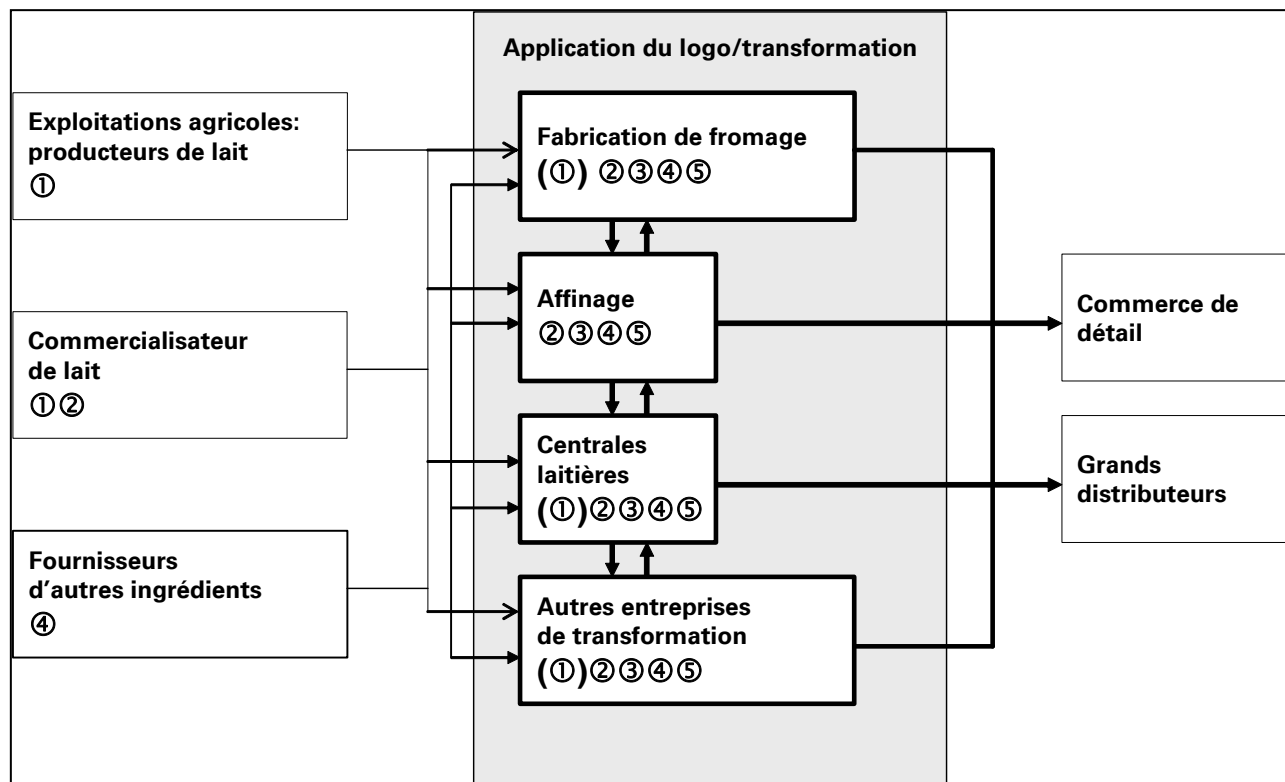 Application du logo/transformation
Exploitations agricoles:
producteurs de lait
①
Commercialisateur
de lait
①②
Fournisseurs
d’autres ingrédients
④
Fabrication de fromage
(①) ②③④⑤
Affinage
②③④⑤
Centrales
laitières
(①)②③④⑤
Autres entreprises
de transformation
(①)②③④⑤
Commerce de
détail
Grands
distributeurs